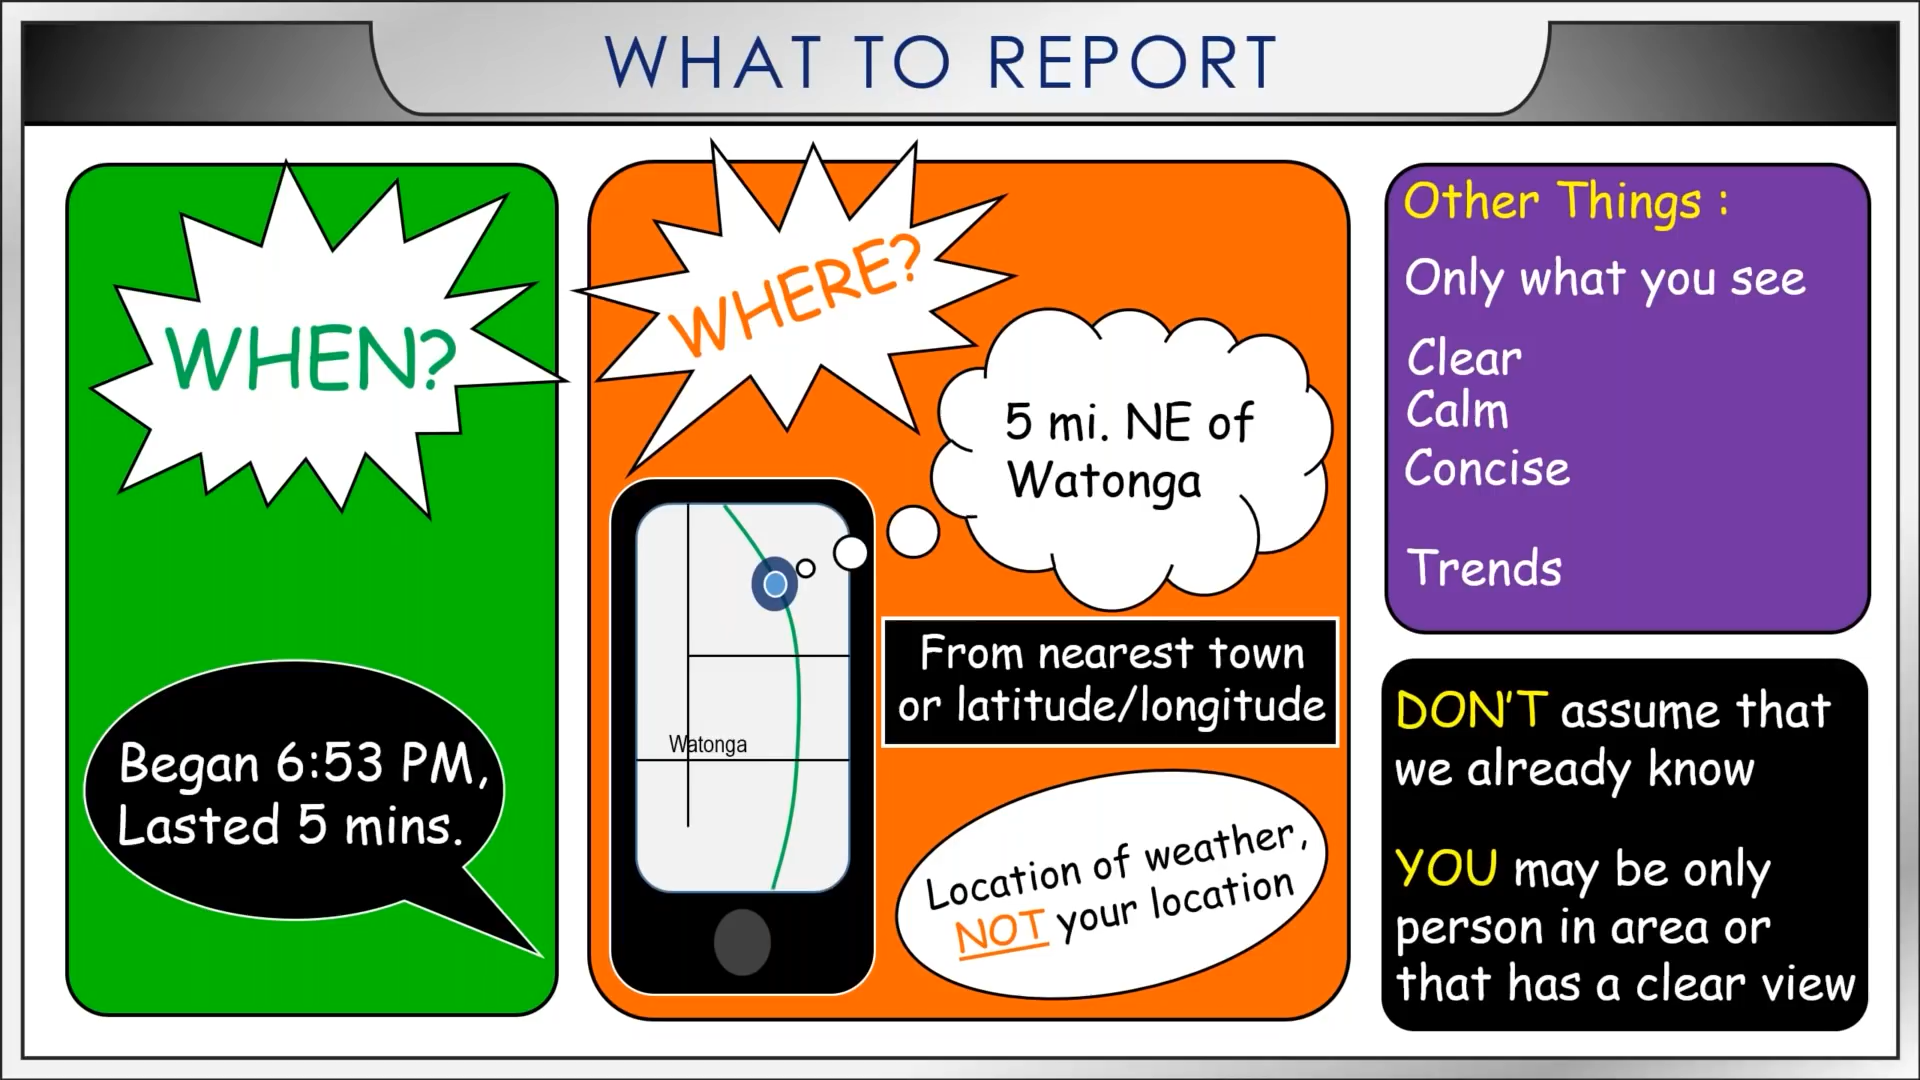 WHAT TO REPORT
WHEN?
Began 6:53 PM,
Lasted 5 mins.
WHERE?
5 mi. NE of
Watonga
Watonga
From nearest town
or latitude/longitude
Location of weather,
NOT your location
Other Things :
Only what you see
Clear
Calm
Concise
Trends
DON'T assume that
we already know
YOU may be only
person in area or
that has a clear view